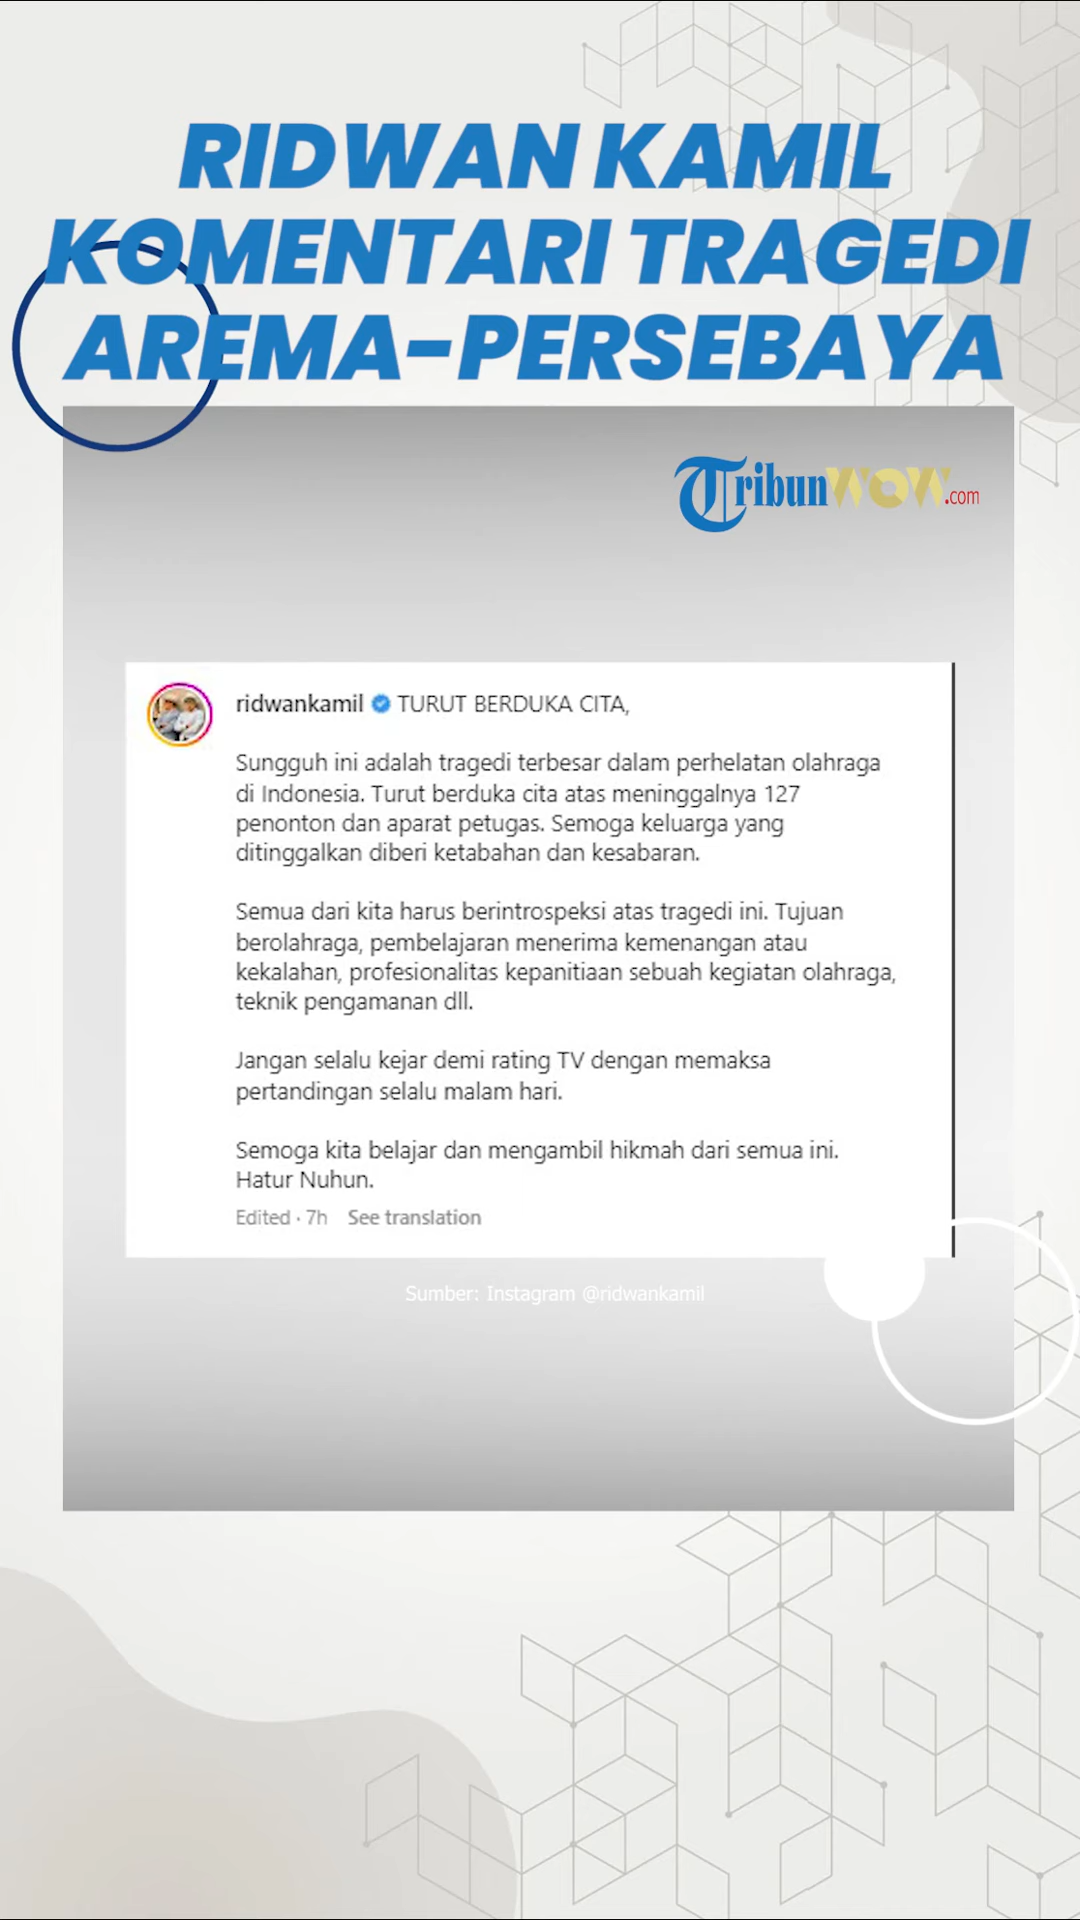 RIDWAN KAMIL
KOMENTARI TRAGEDI
AREMA-PERSEBAYA
TribunWOW.com
ridwankamil TURUT BERDUKA CITA,
Sungguh ini adalah tragedi terbesar dalam perhelatan olahraga
di Indonesia. Turut berduka cita atas meninggalnya 127
penonton dan aparat petugas. Semoga keluarga yang
ditinggalkan diberi ketabahan dan kesabaran.
Semua dari kita harus berintrospeksi atas tragedi ini. Tujuan
berolahraga, pembelajaran menerima kemenangan atau
kekalahan, profesionalitas kepanitiaan sebuah kegiatan olahraga,
teknik pengamanan dll.
Jangan selalu kejar demi rating TV dengan memaksa
pertandingan selalu malam hari.
Semoga kita belajar dan mengambil hikmah dari semua ini.
Hatur Nuhun.
Edited · 7h See translation
Sumber: Instagram @ridwankamil